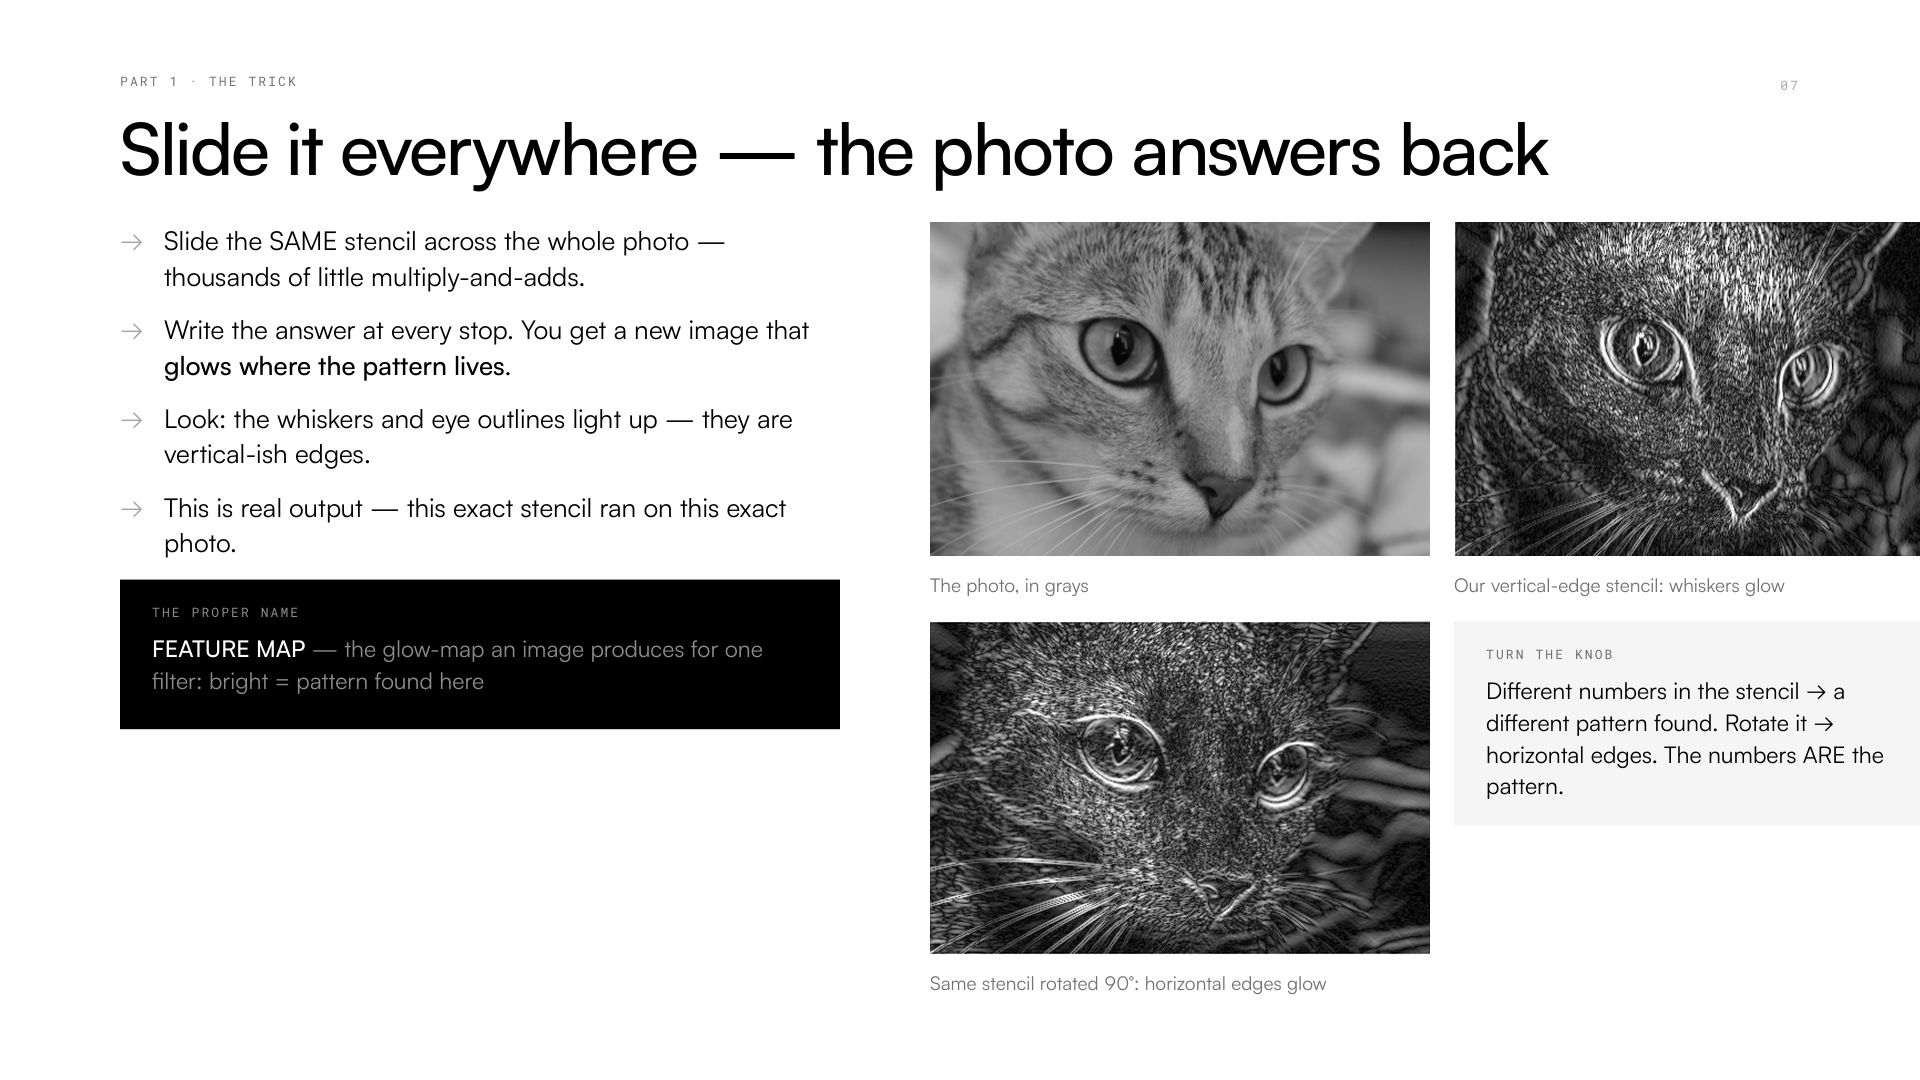 PART 1 · THE TRICK
07
Slide it everywhere — the photo answers back
→ Slide the SAME stencil across the whole photo —
thousands of little multiply-and-adds.
→ Write the answer at every stop. You get a new image that
glows where the pattern lives.
→ Look: the whiskers and eye outlines light up — they are
vertical-ish edges.
→ This is real output — this exact stencil ran on this exact
photo.
THE PROPER NAME
FEATURE MAP — the glow-map an image produces for one
filter: bright = pattern found here
The photo, in grays
Our vertical-edge stencil: whiskers glow
Same stencil rotated 90°: horizontal edges glow
TURN THE KNOB
Different numbers in the stencil → a
different pattern found. Rotate it →
horizontal edges. The numbers ARE the
pattern.